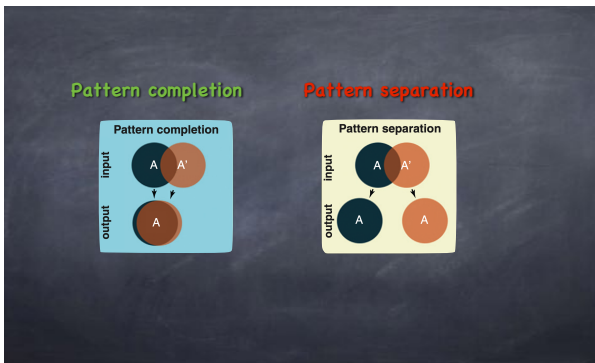 Pattern completion
Pattern separation
Pattern completion
input
A A'
output
A
Pattern separation
input
A A'
output
A A